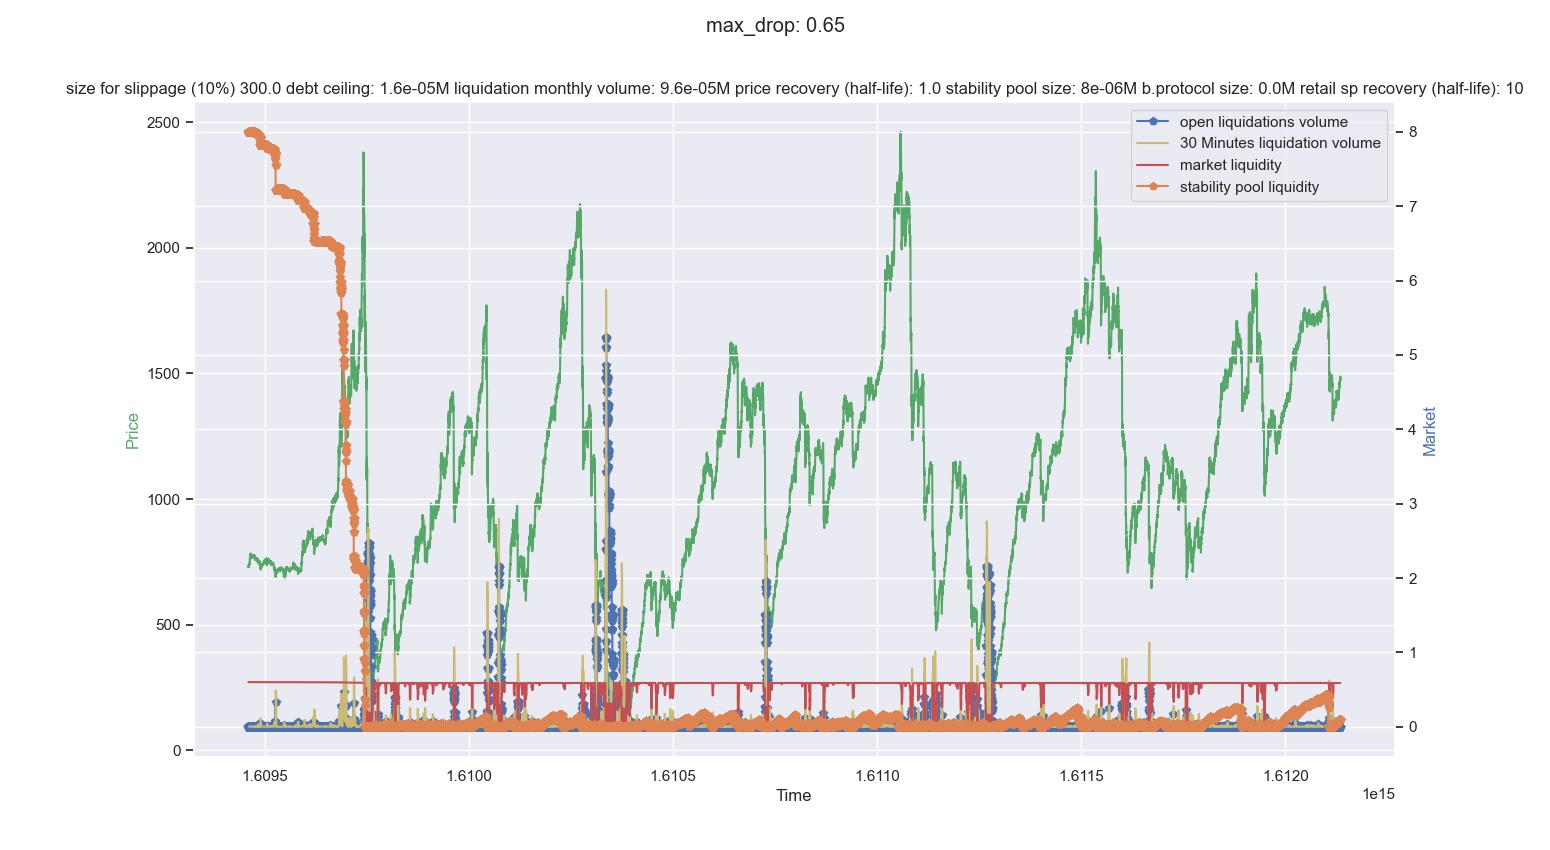 max_drop: 0.65
size for slippage (10%) 300.0 debt ceiling: 1.6e-05M liquidation monthly volume: 9.6e-05M price recovery (half-life): 1.0 stability pool size: 8e-06M b.protocol size: 0.0M retail sp recovery (half-life): 10
open liquidations volume
30 Minutes liquidation volume
market liquidity
stability pool liquidity
2500
2000
1500
1000
500
0
Price
8
7
6
5
4
3
2
1
0
Market
1.6095
1.6100
1.6105
1.6110
1.6115
1.6120
1e15
Time